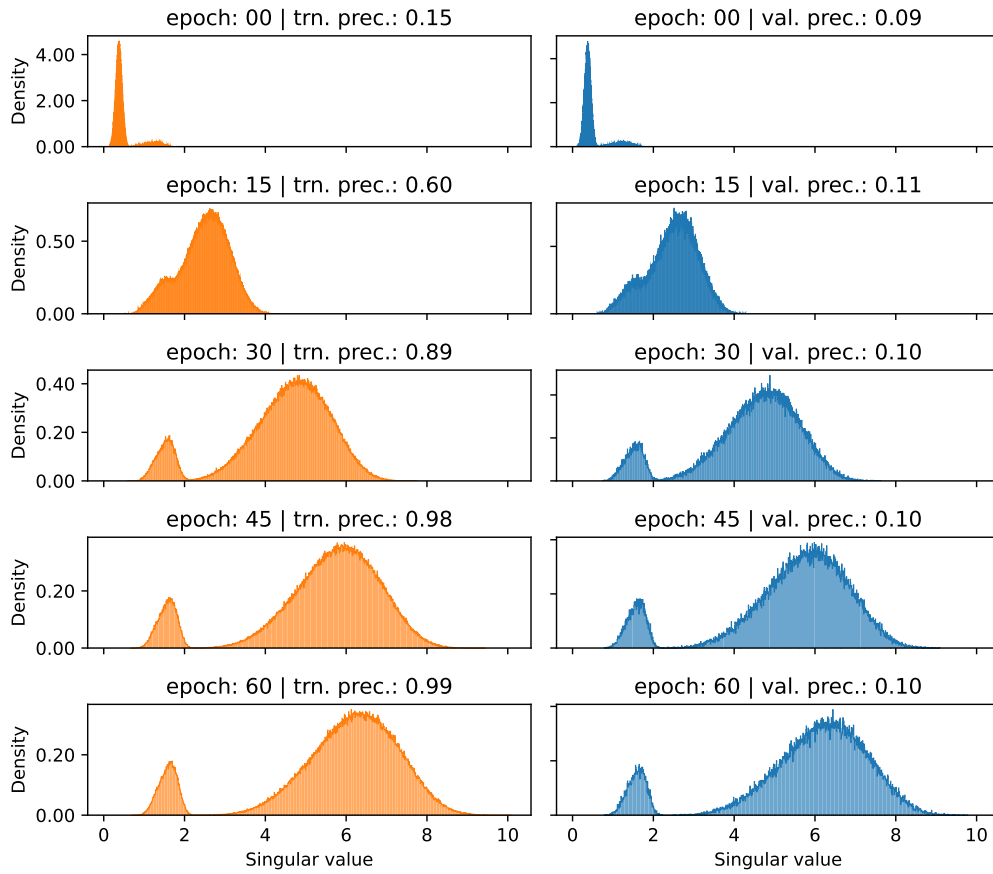 epoch: 00 | trn. prec.: 0.15
epoch: 00 | val. prec.: 0.09
Density
4.00
2.00
0.00
0 2 4 6 8 10
0 2 4 6 8 10
epoch: 15 | trn. prec.: 0.60
epoch: 15 | val. prec.: 0.11
Density
0.50
0.00
epoch: 30 | trn. prec.: 0.89
epoch: 30 | val. prec.: 0.10
Density
0.40
0.20
0.00
epoch: 45 | trn. prec.: 0.98
epoch: 45 | val. prec.: 0.10
Density
0.20
0.00
epoch: 60 | trn. prec.: 0.99
epoch: 60 | val. prec.: 0.10
Density
0.20
0.00
Singular value
Singular value